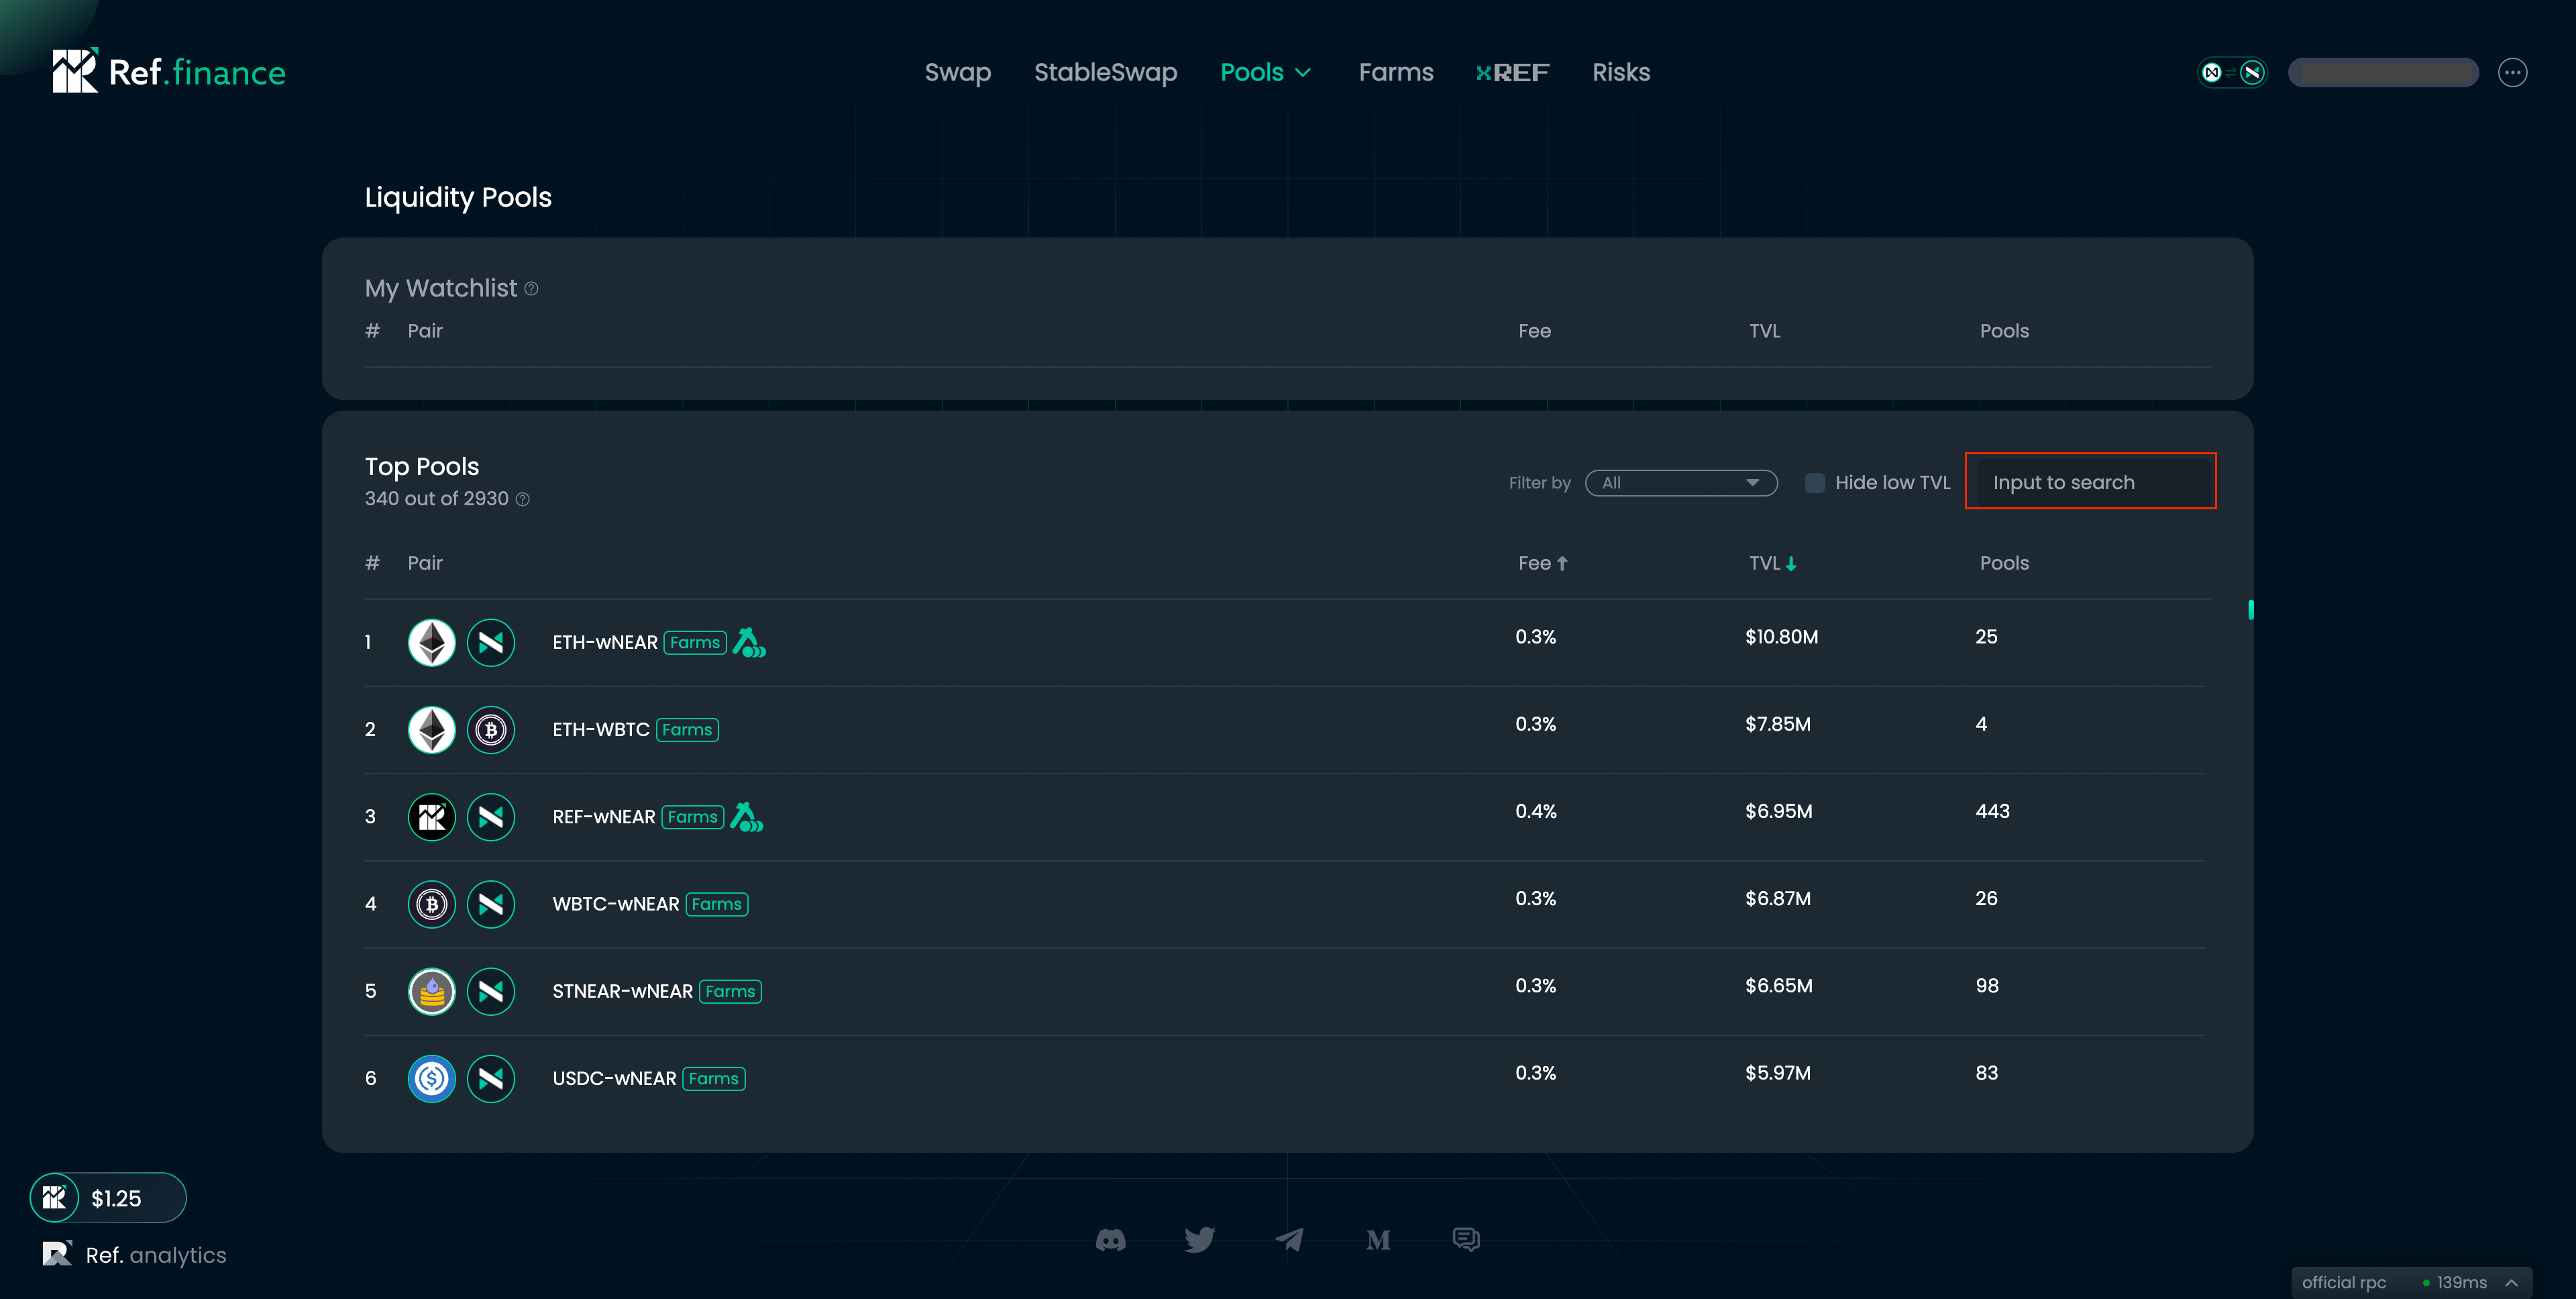 Ref.finance
Swap StableSwap Pools Farms xREF Risks
Liquidity Pools
My Watchlist ?
# Pair Fee TVL Pools
Top Pools
340 out of 2930 ?
Filter by All Hide low TVL Input to search
# Pair Fee TVL Pools
1 ETH-wNEAR Farms 0.3% $10.80M 25
2 ETH-WBTC Farms 0.3% $7.85M 4
3 REF-wNEAR Farms 0.4% $6.95M 443
4 WBTC-wNEAR Farms 0.3% $6.87M 26
5 STNEAR-wNEAR Farms 0.3% $6.65M 98
6 USDC-wNEAR Farms 0.3% $5.97M 83
$1.25
Ref. analytics
official rpc 139ms